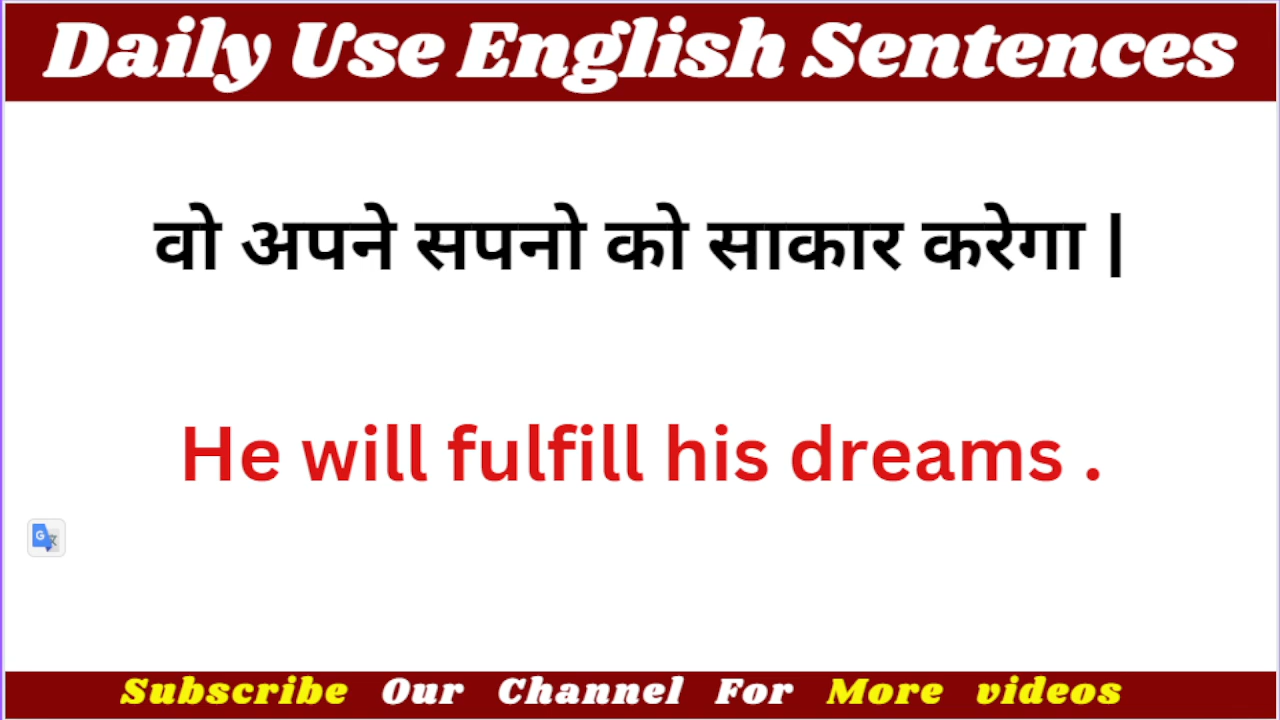 Daily Use English Sentences
वो अपने सपनो को साकार करेगा |
He will fulfill his dreams .
Subscribe Our Channel For More videos